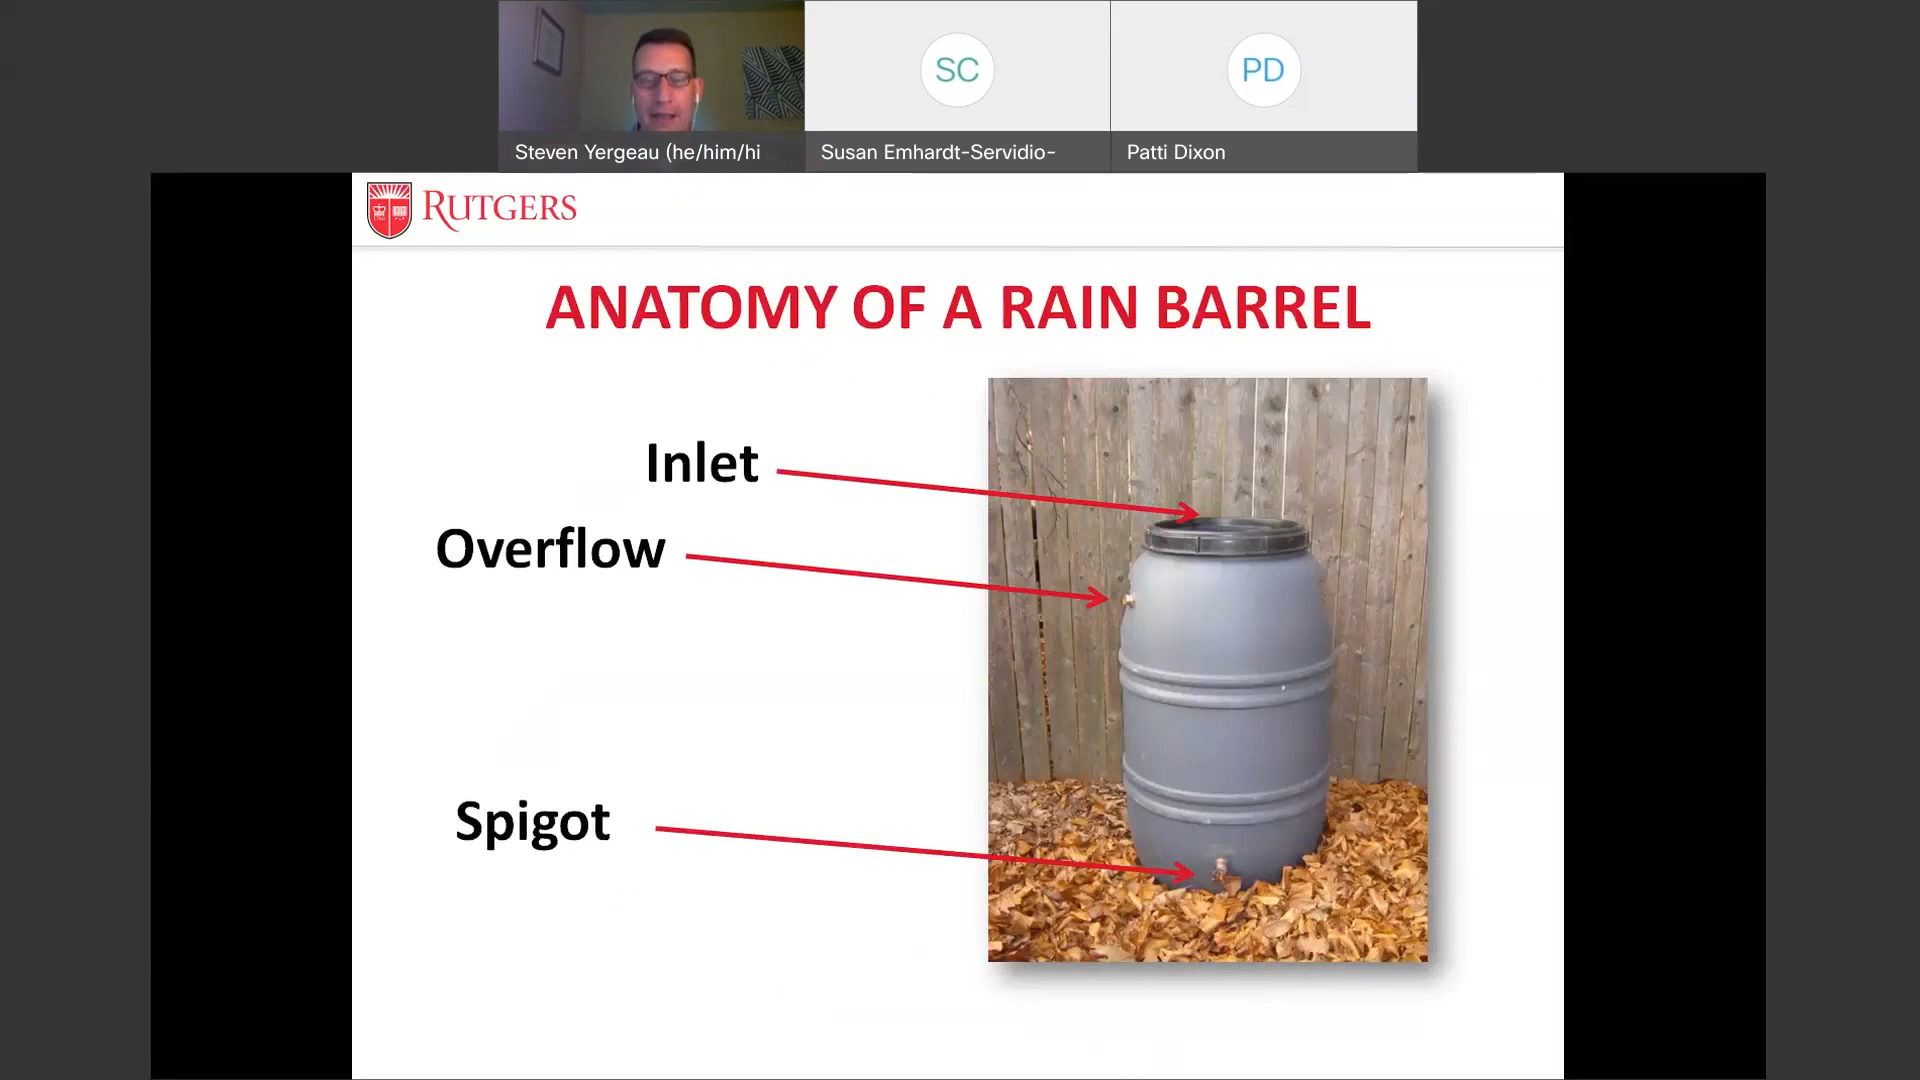 SC
PD
Steven Yergeau (he/him/hi
Susan Emhardt-Servidio-
Patti Dixon
RUTGERS
ANATOMY OF A RAIN BARREL
Inlet
Overflow
Spigot